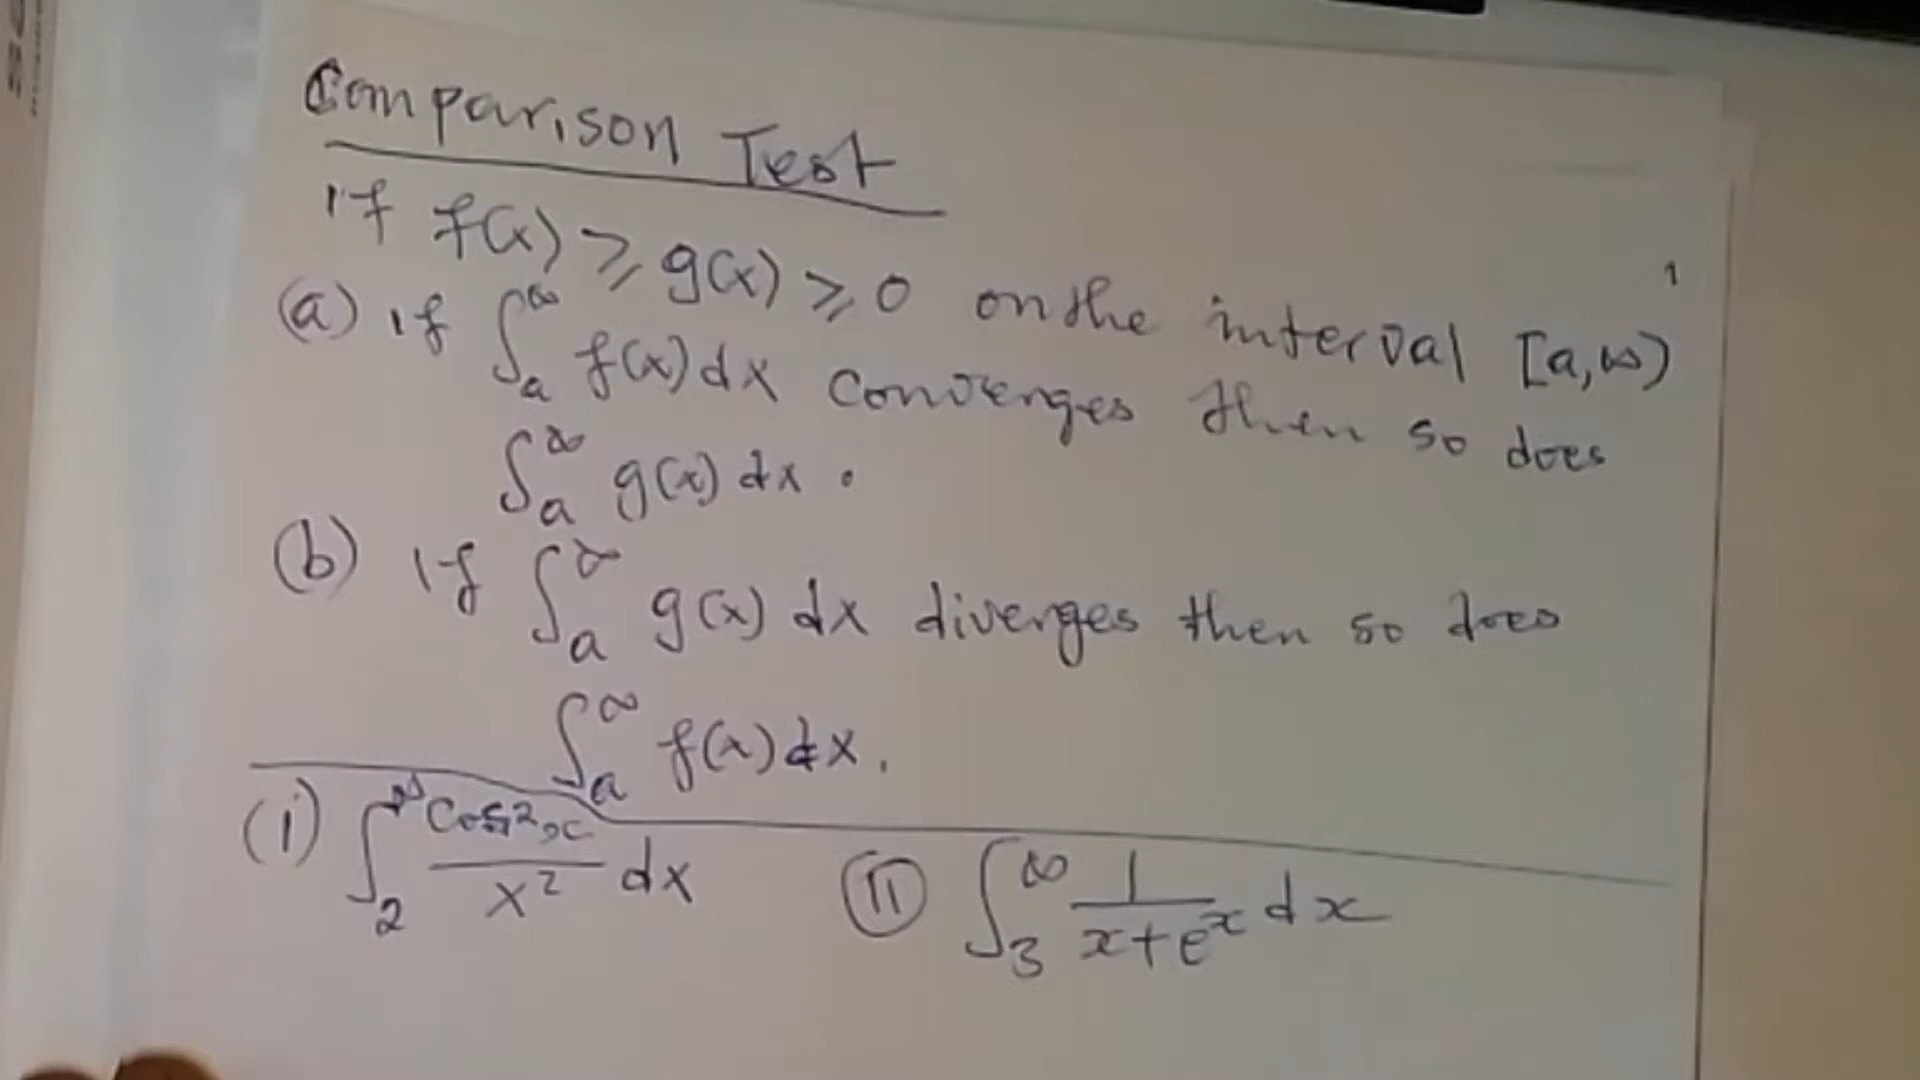 Comparison Test
if f(x) ⩾ g(x) ⩾ 0 on the interval [a, ∞)
(a) if ∫_a^∞ f(x) dx converges then so does
∫_a^∞ g(x) dx .
(b) if ∫_a^∞ g(x) dx diverges then so does
∫_a^∞ f(x) dx .
(i) ∫_2^∞ cos²x / x² dx (ii) ∫_3^∞ 1 / (x + e^x) dx